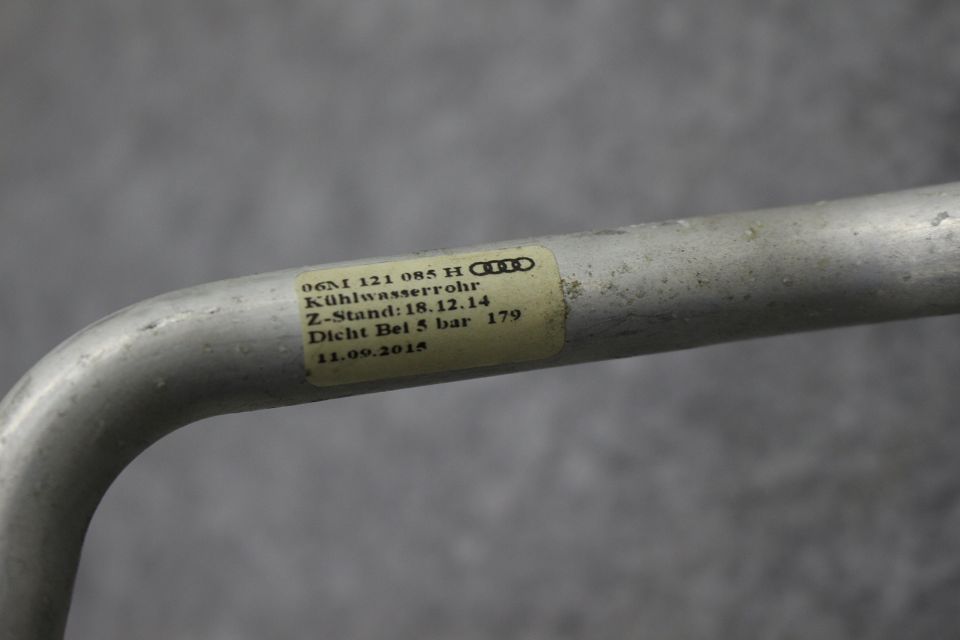 06M 121 085 H
Kühlwasserrohr
Z-Stand: 18.12.14
Dicht Bei 5 bar 179
11.09.2015